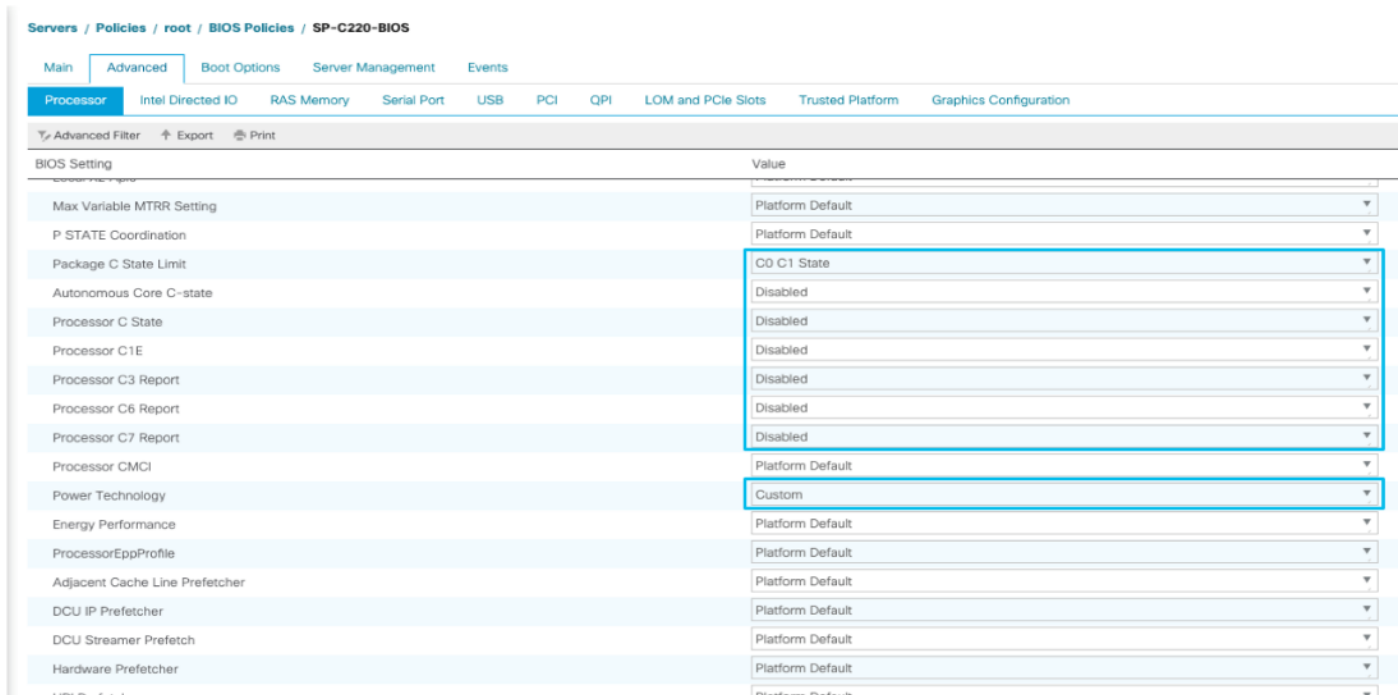 Servers / Policies / root / BIOS Policies / SP-C220-BIOS
Main Advanced Boot Options Server Management Events
Processor Intel Directed IO RAS Memory Serial Port USB PCI QPI LOM and PCIe Slots Trusted Platform Graphics Configuration
Advanced Filter Export Print
BIOS Setting Value
Max Variable MTRR Setting Platform Default
P STATE Coordination Platform Default
Package C State Limit C0 C1 State
Autonomous Core C-state Disabled
Processor C State Disabled
Processor C1E Disabled
Processor C3 Report Disabled
Processor C6 Report Disabled
Processor C7 Report Disabled
Processor CMCI Platform Default
Power Technology Custom
Energy Performance Platform Default
ProcessorEppProfile Platform Default
Adjacent Cache Line Prefetcher Platform Default
DCU IP Prefetcher Platform Default
DCU Streamer Prefetch Platform Default
Hardware Prefetcher Platform Default